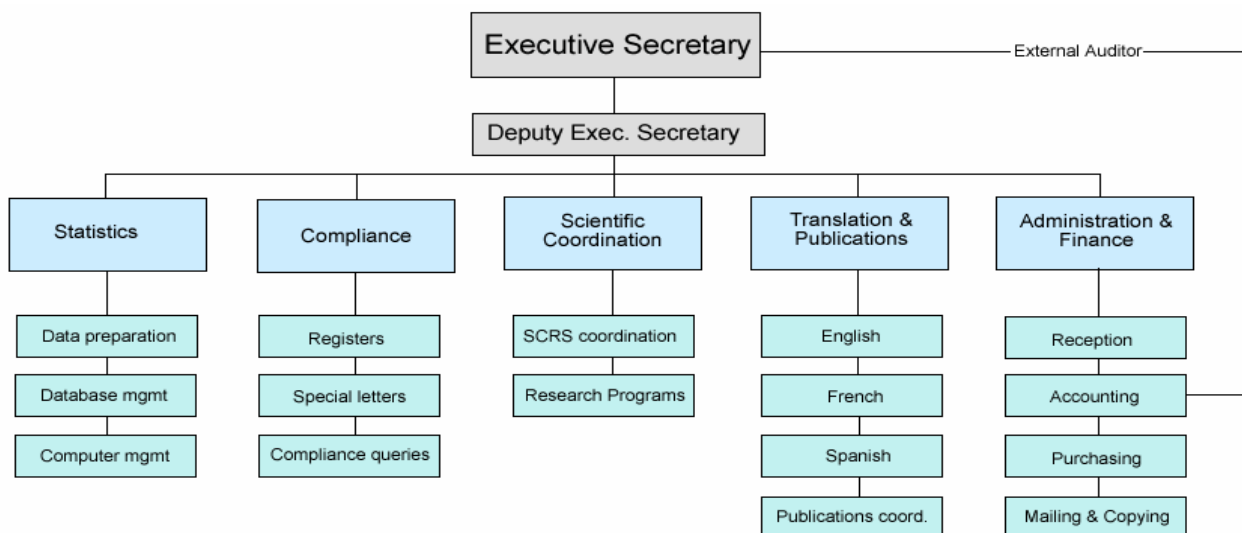 Executive Secretary
External Auditor
Deputy Exec. Secretary
Statistics
Compliance
Scientific
Coordination
Translation &
Publications
Administration &
Finance
Data preparation
Registers
SCRS coordination
English
Reception
Database mgmt
Special letters
Research Programs
French
Accounting
Computer mgmt
Compliance queries
Spanish
Purchasing
Publications coord.
Mailing & Copying